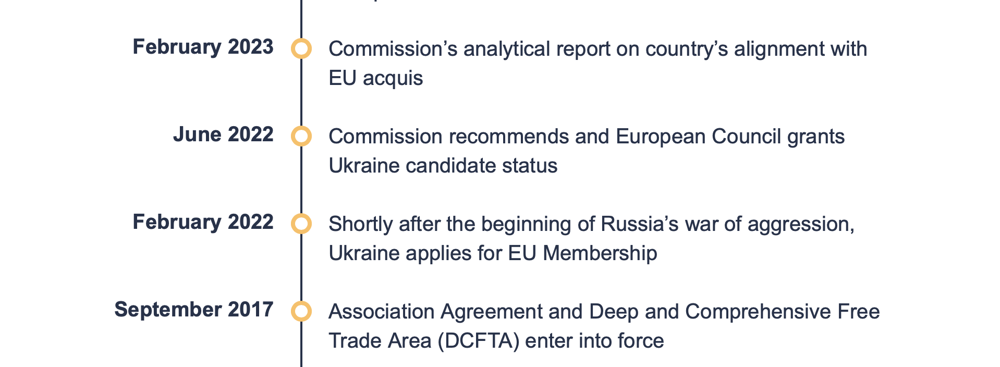 February 2023
Commission’s analytical report on country’s alignment with
EU acquis
June 2022
Commission recommends and European Council grants
Ukraine candidate status
February 2022
Shortly after the beginning of Russia’s war of aggression,
Ukraine applies for EU Membership
September 2017
Association Agreement and Deep and Comprehensive Free
Trade Area (DCFTA) enter into force